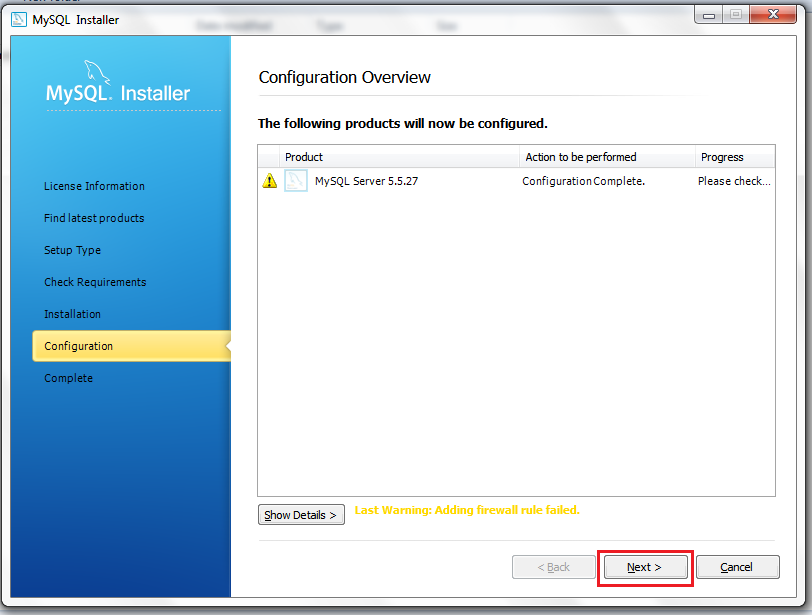 MySQL Installer
MySQL. Installer
License Information
Find latest products
Setup Type
Check Requirements
Installation
Configuration
Complete
Configuration Overview
The following products will now be configured.
Product Action to be performed Progress
MySQL Server 5.5.27 Configuration Complete. Please check...
Show Details > Last Warning: Adding firewall rule failed.
< Back Next > Cancel